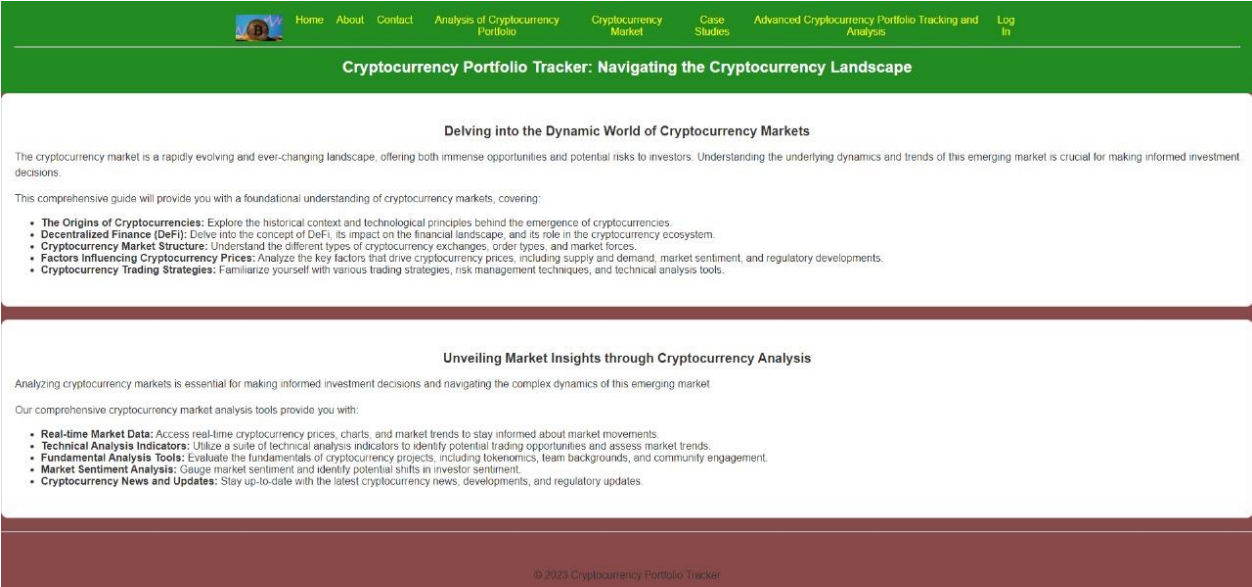 Home About Contact Analysis of Cryptocurrency Portfolio Cryptocurrency Market Case Studies Advanced Cryptocurrency Portfolio Tracking and Analysis Log In
Cryptocurrency Portfolio Tracker: Navigating the Cryptocurrency Landscape
Delving into the Dynamic World of Cryptocurrency Markets
The cryptocurrency market is a rapidly evolving and ever-changing landscape, offering both immense opportunities and potential risks to investors. Understanding the underlying dynamics and trends of this emerging market is crucial for making informed investment
decisions.
This comprehensive guide will provide you with a foundational understanding of cryptocurrency markets, covering:
• The Origins of Cryptocurrencies: Explore the historical context and technological principles behind the emergence of cryptocurrencies.
• Decentralized Finance (DeFi): Delve into the concept of DeFi, its impact on the financial landscape, and its role in the cryptocurrency ecosystem.
• Cryptocurrency Market Structure: Understand the different types of cryptocurrency exchanges, order types, and market forces.
• Factors Influencing Cryptocurrency Prices: Analyze the key factors that drive cryptocurrency prices, including supply and demand, market sentiment, and regulatory developments.
• Cryptocurrency Trading Strategies: Familiarize yourself with various trading strategies, risk management techniques, and technical analysis tools.
Unveiling Market Insights through Cryptocurrency Analysis
Analyzing cryptocurrency markets is essential for making informed investment decisions and navigating the complex dynamics of this emerging market.
Our comprehensive cryptocurrency market analysis tools provide you with:
• Real-time Market Data: Access real-time cryptocurrency prices, charts, and market trends to stay informed about market movements.
• Technical Analysis Indicators: Utilize a suite of technical analysis indicators to identify potential trading opportunities and assess market trends.
• Fundamental Analysis Tools: Evaluate the fundamentals of cryptocurrency projects, including tokenomics, team backgrounds, and community engagement.
• Market Sentiment Analysis: Gauge market sentiment and identify potential shifts in investor sentiment.
• Cryptocurrency News and Updates: Stay up-to-date with the latest cryptocurrency news, developments, and regulatory updates.
© 2023 Cryptocurrency Portfolio Tracker